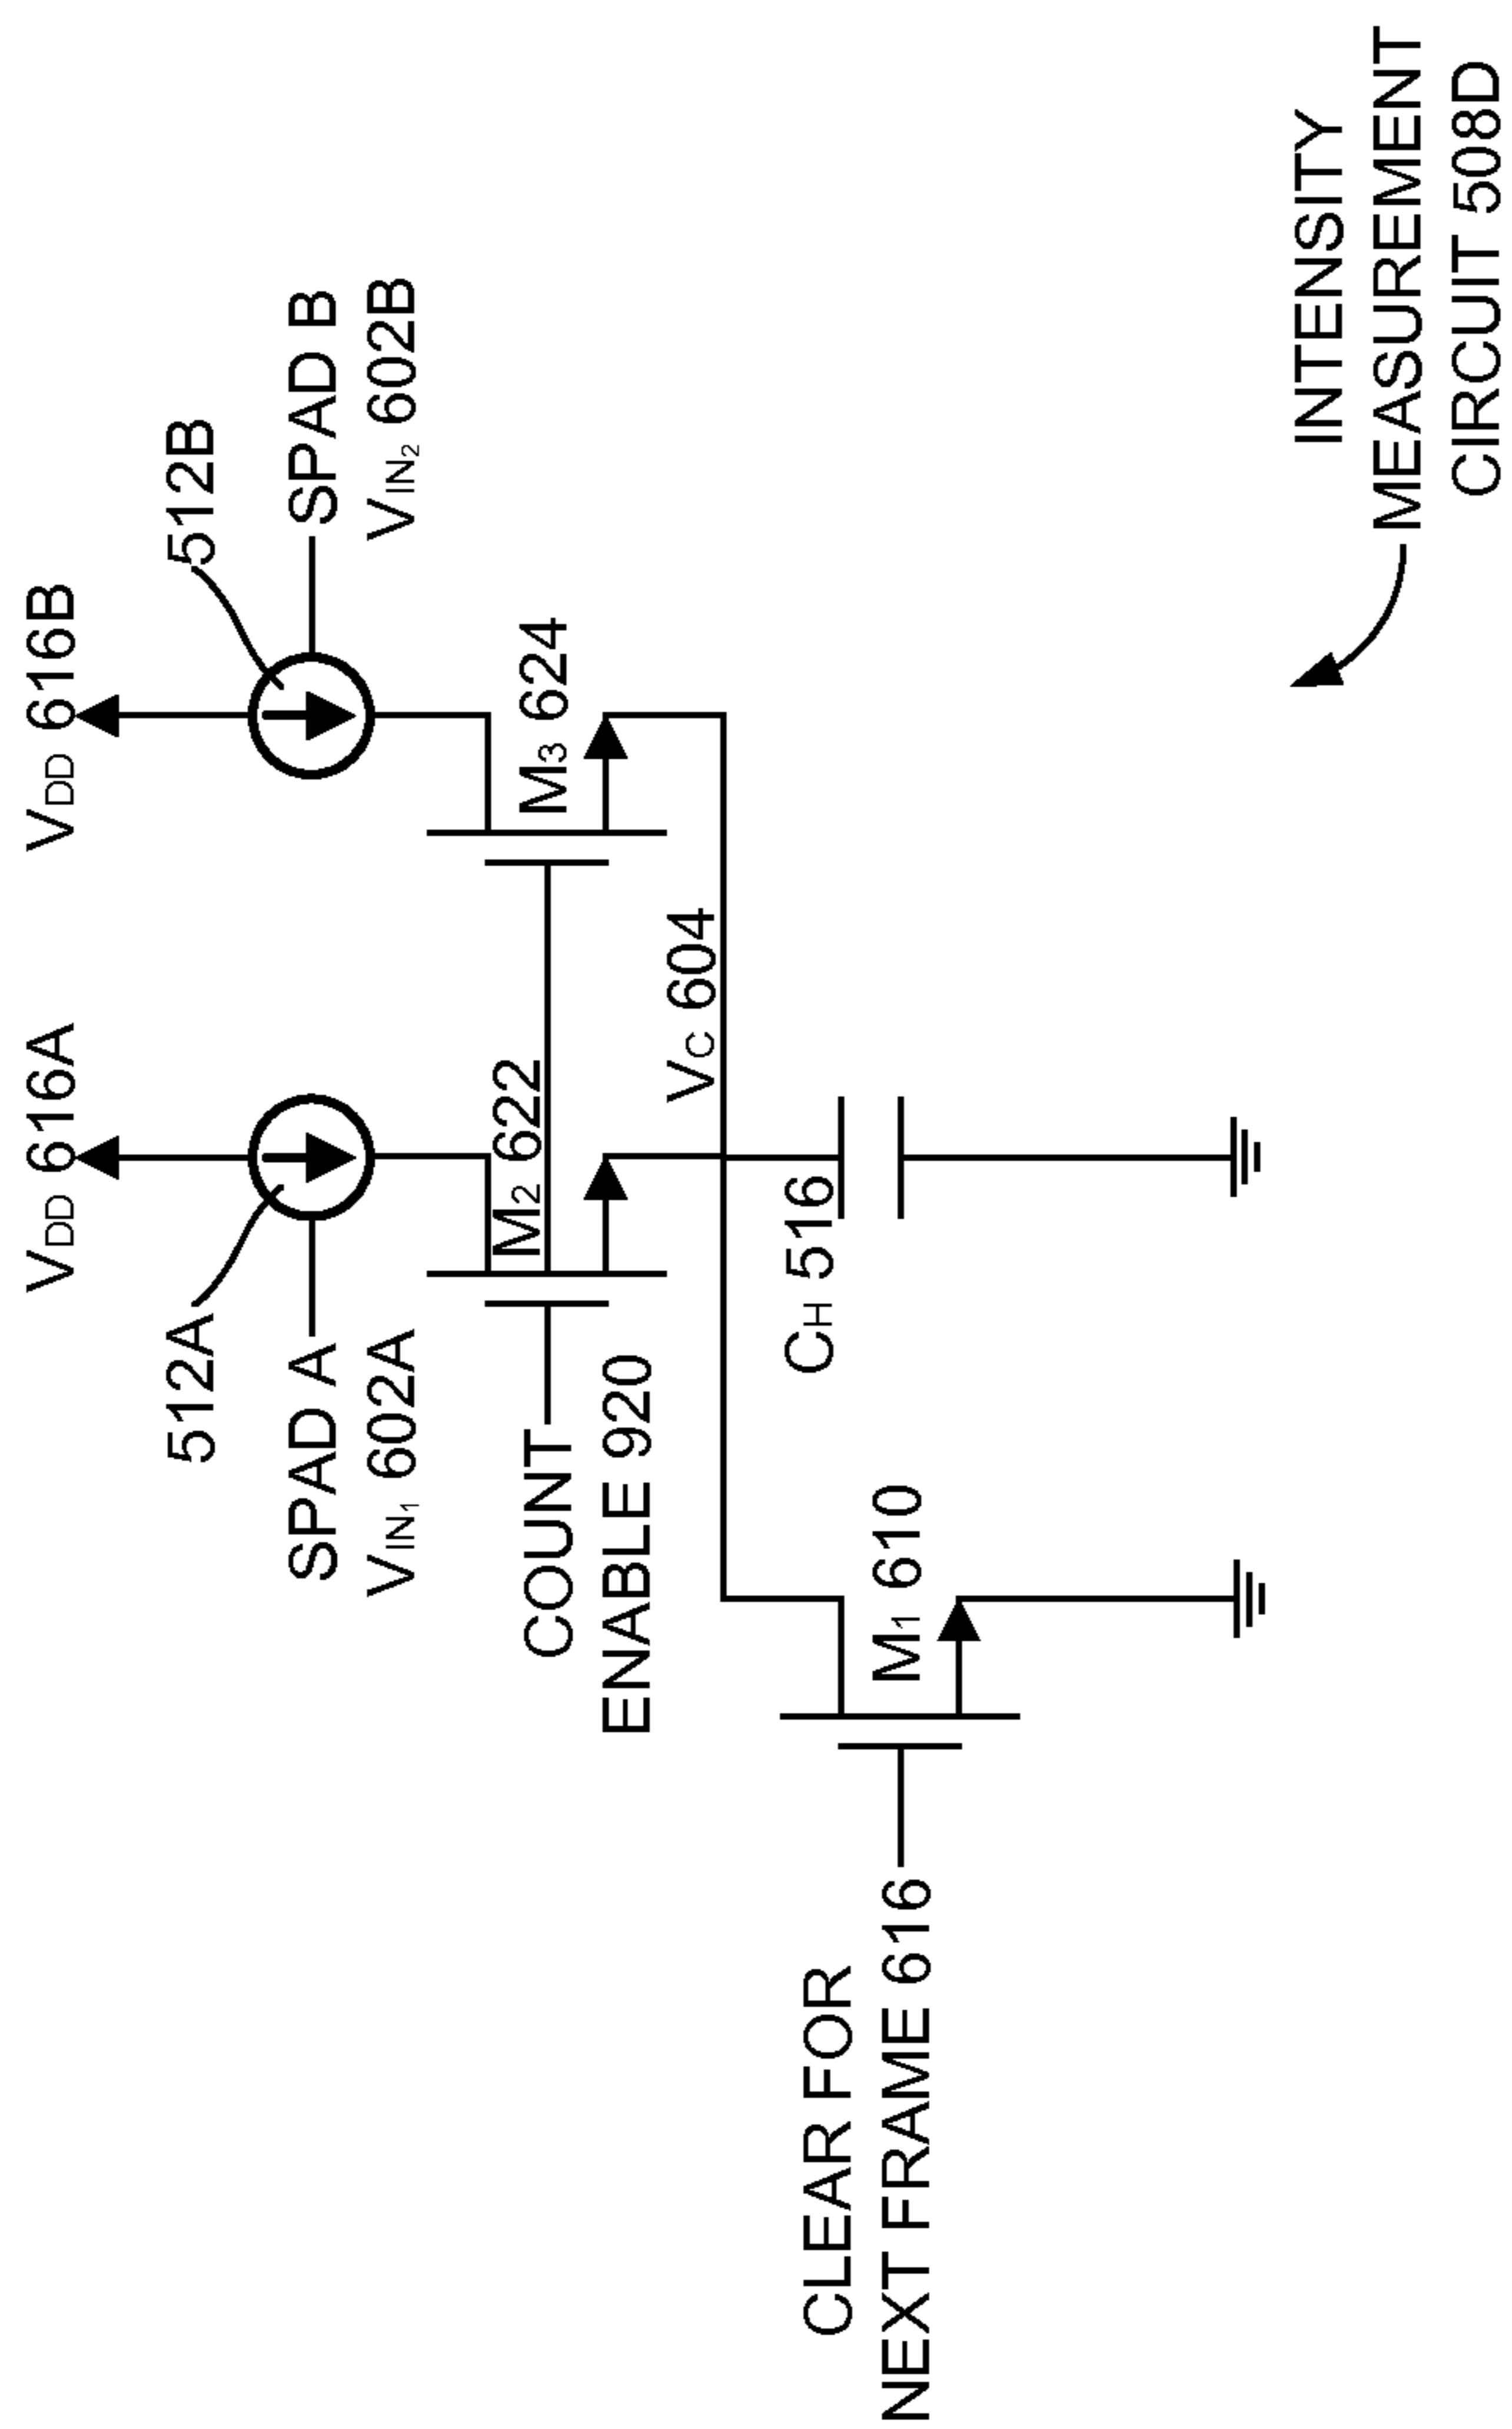 VDD 616A
VDD 616B
512A
512B
SPAD A
VIN1 602A
SPAD B
VIN2 602B
COUNT
ENABLE 920
M2 622
M3 624
VC 604
CH 516
CLEAR FOR
NEXT FRAME 616
M1 610
INTENSITY
MEASUREMENT
CIRCUIT 508D